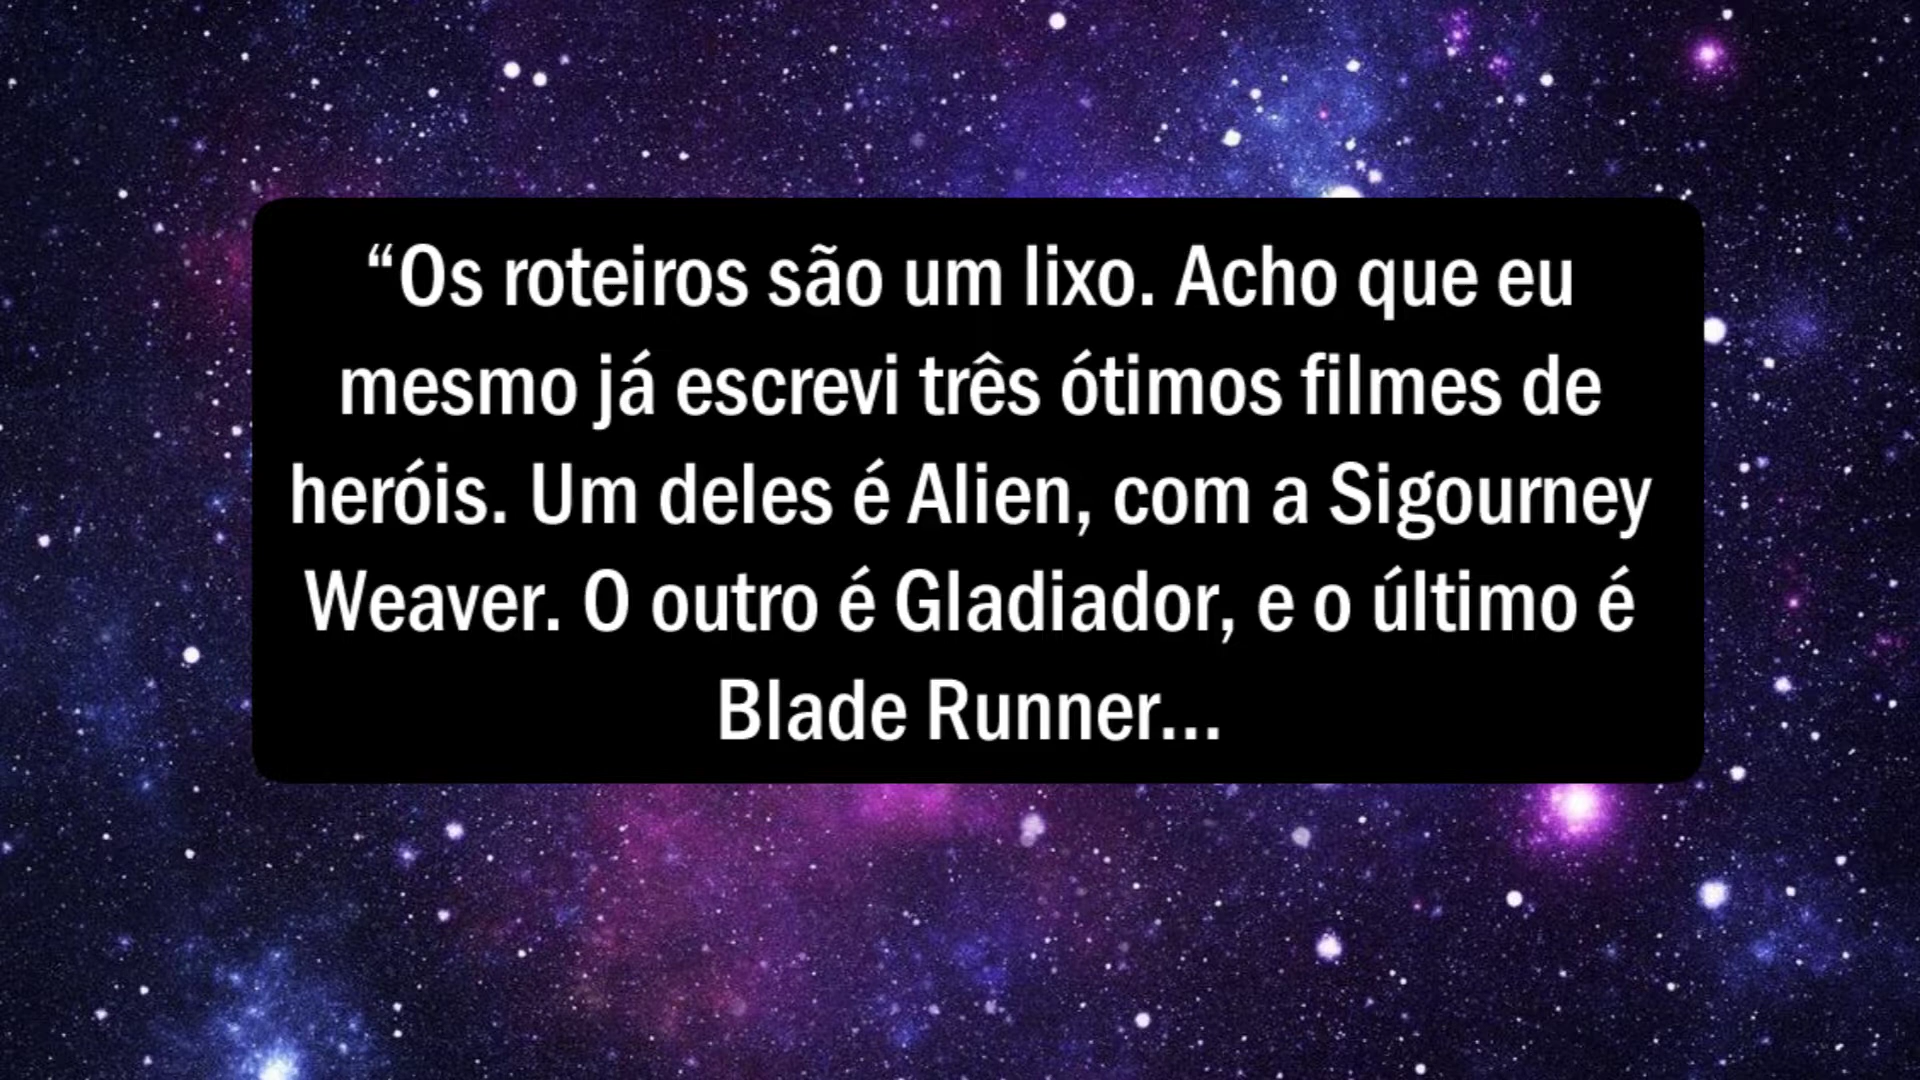 “Os roteiros são um lixo. Acho que eu
mesmo já escrevi três ótimos filmes de
heróis. Um deles é Alien, com a Sigourney
Weaver. O outro é Gladiador, e o último é
Blade Runner...